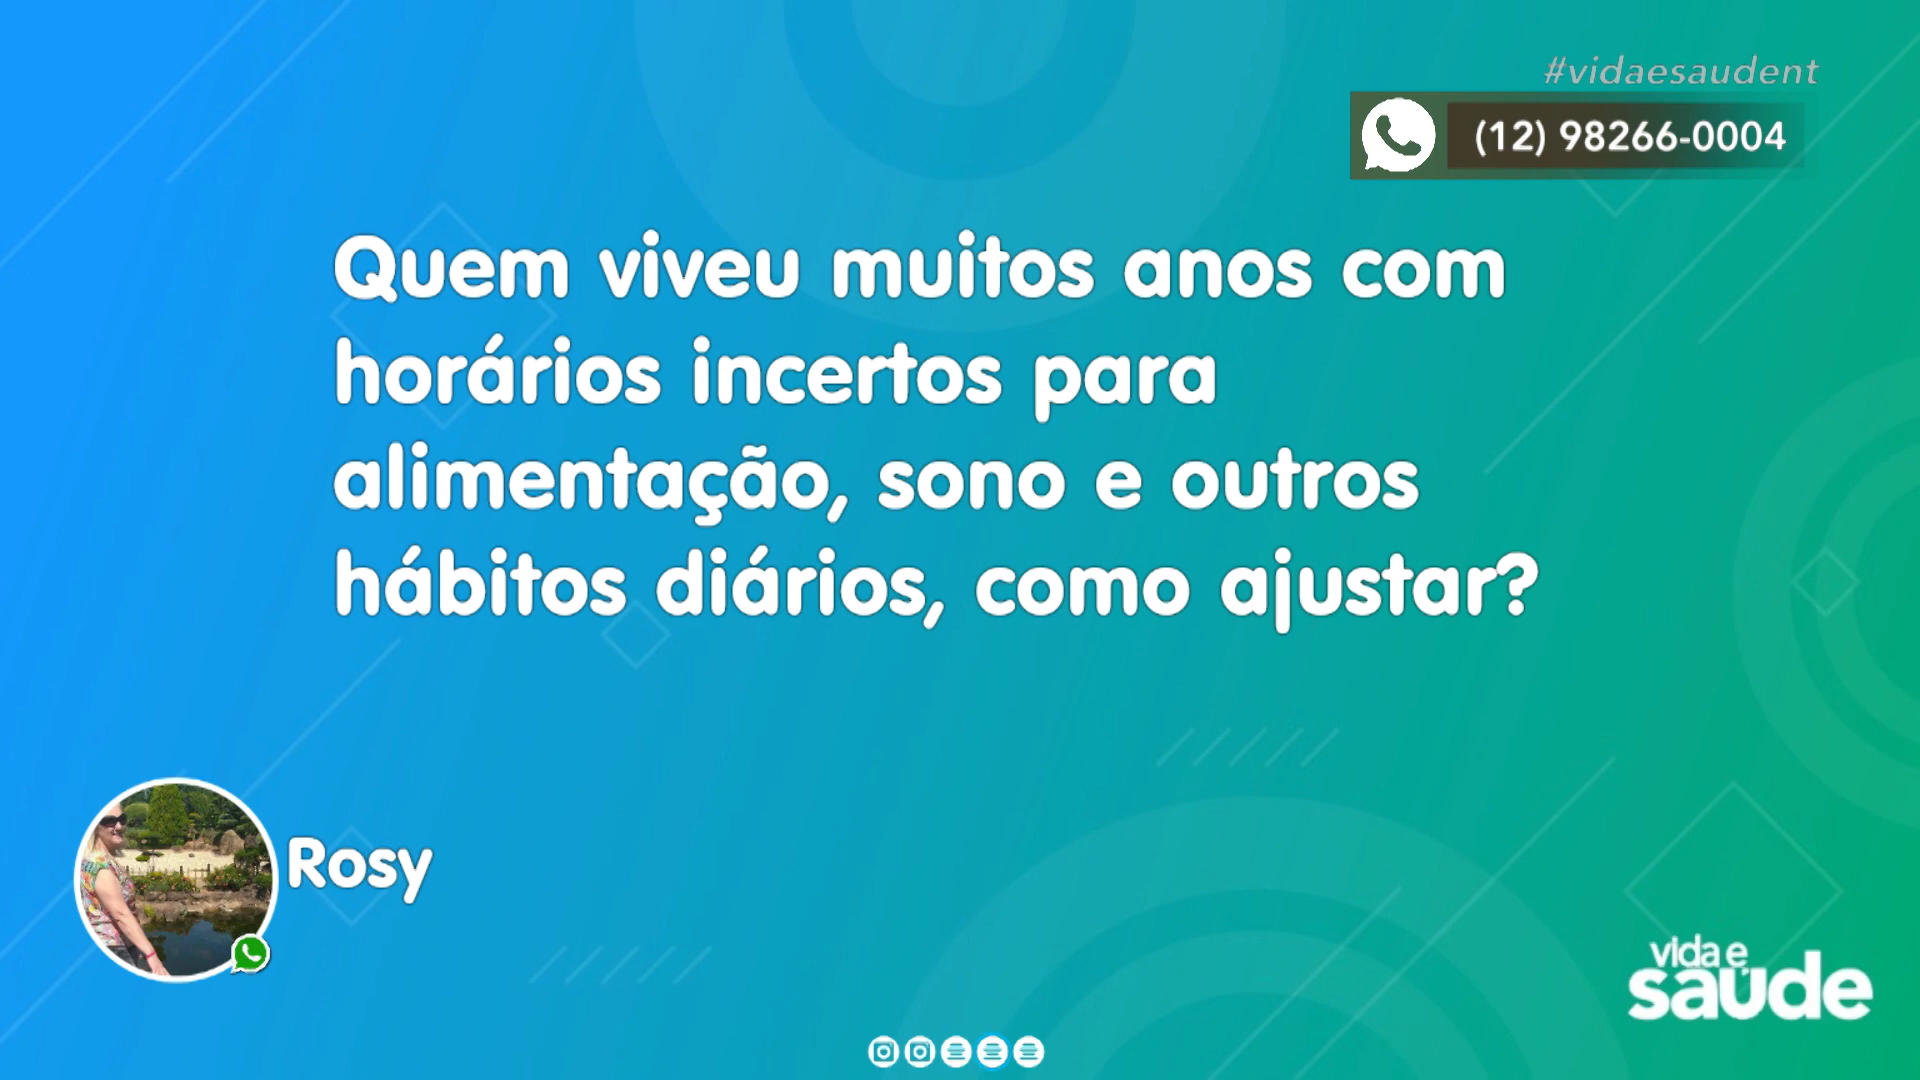 #vidaesaudent
(12) 98266-0004
Quem viveu muitos anos com
horários incertos para
alimentação, sono e outros
hábitos diários, como ajustar?
Rosy
vida e
saúde